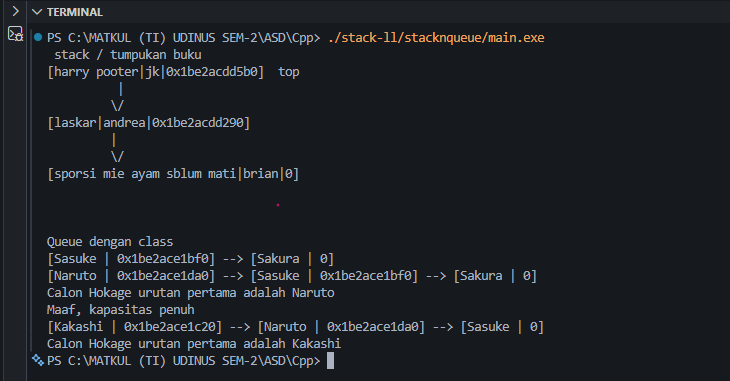 TERMINAL
PS C:\MATKUL (TI) UDINUS SEM-2\ASD\Cpp> ./stack-ll/stacknqueue/main.exe
stack / tumpukan buku
[harry pooter|jk|0x1be2acdd5b0]  top
|
\/
[laskar|andrea|0x1be2acdd290]
|
\/
[sporsi mie ayam sblum mati|brian|0]
Queue dengan class
[Sasuke | 0x1be2ace1bf0] --> [Sakura | 0]
[Naruto | 0x1be2ace1da0] --> [Sasuke | 0x1be2ace1bf0] --> [Sakura | 0]
Calon Hokage urutan pertama adalah Naruto
Maaf, kapasitas penuh
[Kakashi | 0x1be2ace1c20] --> [Naruto | 0x1be2ace1da0] --> [Sasuke | 0]
Calon Hokage urutan pertama adalah Kakashi
PS C:\MATKUL (TI) UDINUS SEM-2\ASD\Cpp>